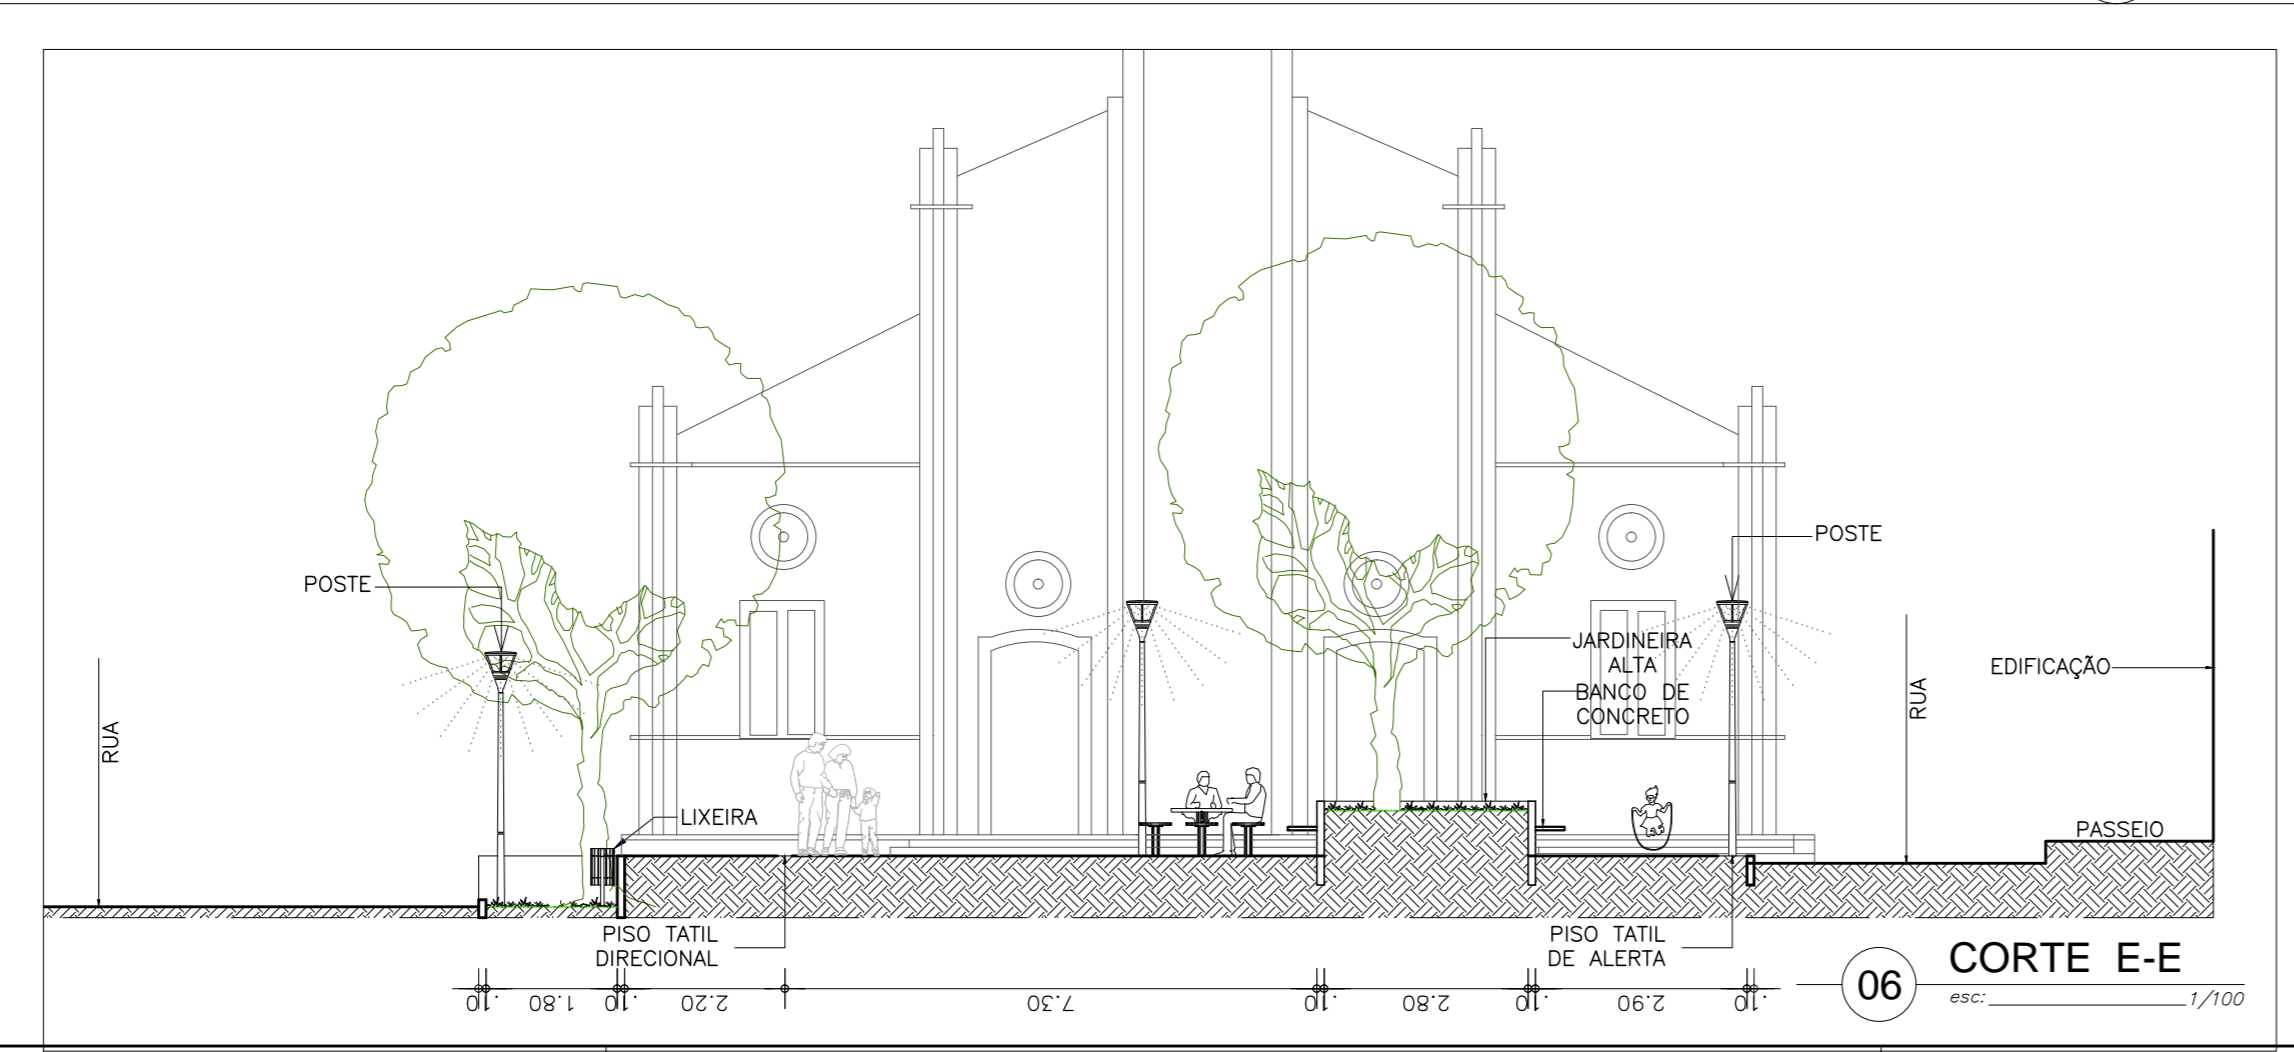 POSTE
POSTE
JARDINEIRA
ALTA
BANCO DE
CONCRETO
EDIFICAÇÃO
RUA
RUA
LIXEIRA
PASSEIO
PISO TATIL
DIRECIONAL
PISO TATIL
DE ALERTA
.10 1.80 .10 2.20 7.30 .10 2.80 .10 2.90 .10
06
CORTE E-E
esc: 1/100